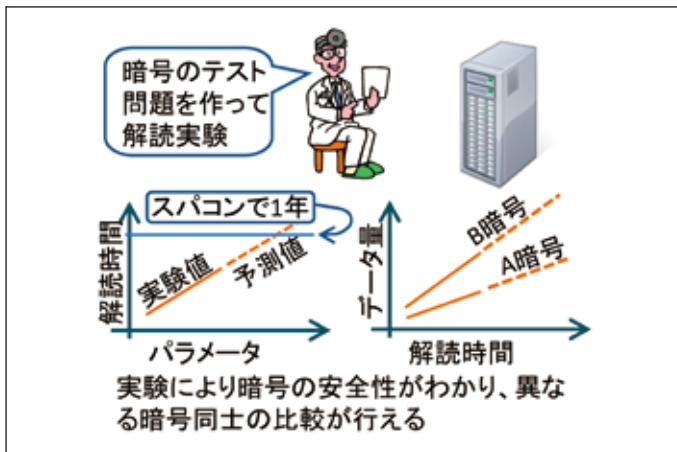 暗号のテスト
問題を作って
解読実験
スパコンで1年
解読時間
実験値
予測値
パラメータ
データ量
B暗号
A暗号
解読時間
実験により暗号の安全性がわかり、異な
る暗号同士の比較が行える